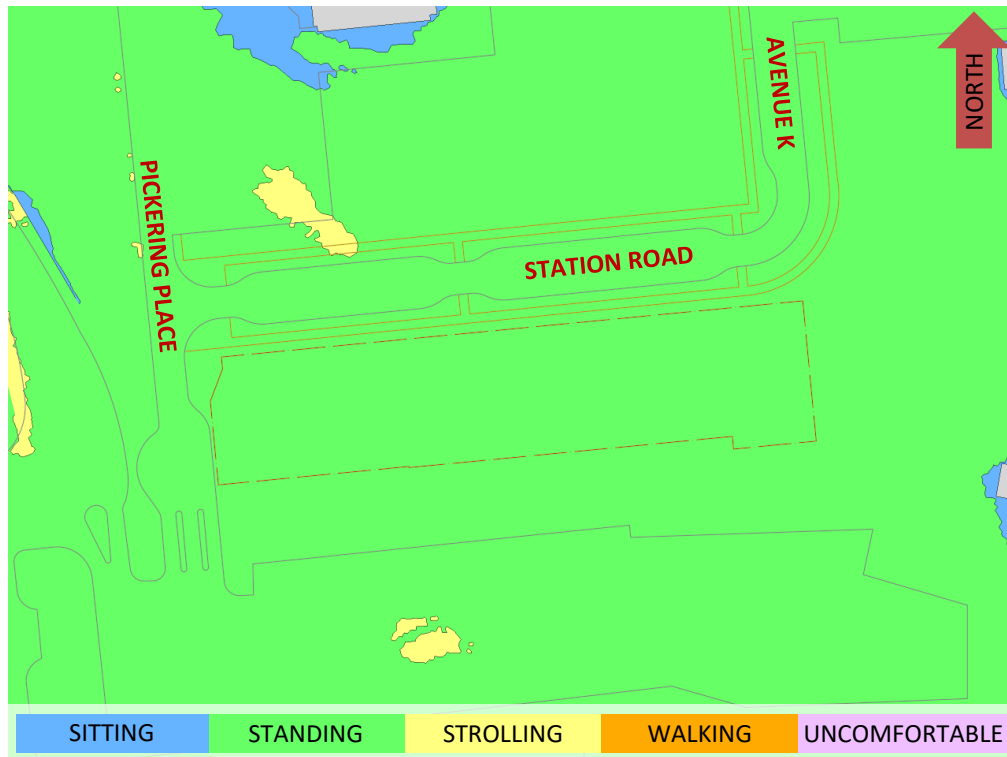 NORTH
AVENUE K
PICKERING PLACE
STATION ROAD
SITTING
STANDING
STROLLING
WALKING
UNCOMFORTABLE